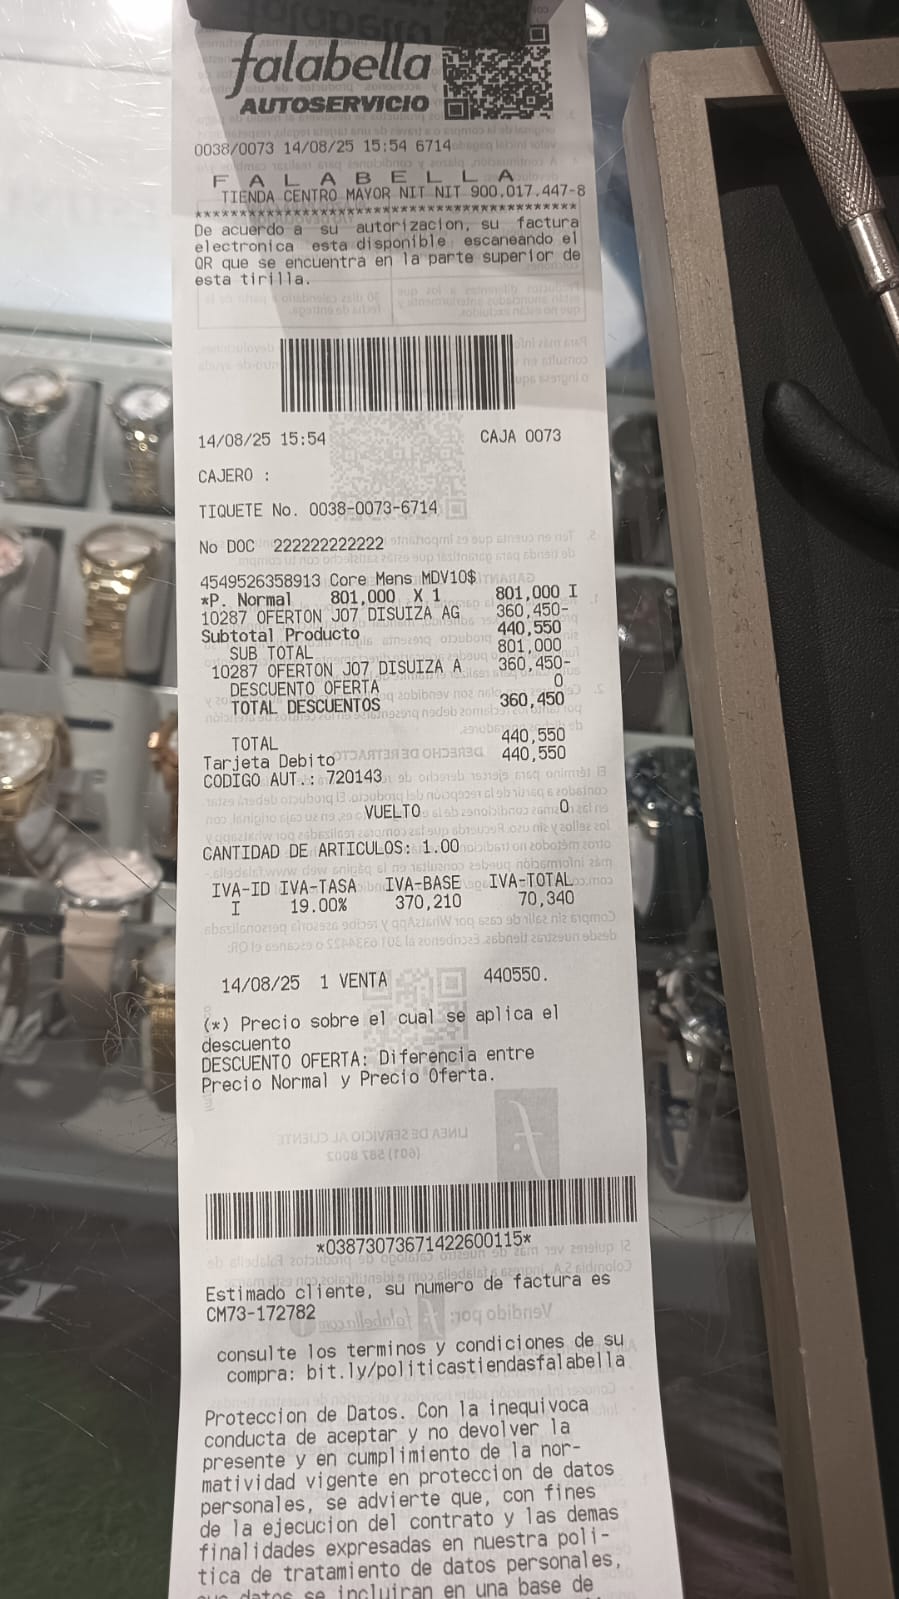 falabella
AUTOSERVICIO
0038/0073 14/08/25 15:54 6714
F A L A B E L L A
TIENDA CENTRO MAYOR NIT NIT 900.017.447-8
*****************************************
De acuerdo a su autorizacion, su factura
electronica esta disponible escaneando el
QR que se encuentra en la parte superior de
esta tirilla.
14/08/25 15:54 CAJA 0073
CAJERO :
TIQUETE No. 0038-0073-6714
No DOC 222222222222
4549526358913 Core Mens MDV10$
*P. Normal 801,000 X 1 801,000 I
10287 OFERTON J07 DISUIZA AG 360,450-
Subtotal Producto 440,550
SUB TOTAL 801,000
10287 OFERTON J07 DISUIZA A 360,450-
DESCUENTO OFERTA 0
TOTAL DESCUENTOS 360,450
TOTAL 440,550
Tarjeta Debito 440,550
CODIGO AUT.: 720143
VUELTO 0
CANTIDAD DE ARTICULOS: 1.00
IVA-ID IVA-TASA IVA-BASE IVA-TOTAL
I 19.00% 370,210 70,340
14/08/25 1 VENTA 440550.
(*) Precio sobre el cual se aplica el
descuento
DESCUENTO OFERTA: Diferencia entre
Precio Normal y Precio Oferta.
*03873073671422600115*
Estimado cliente, su numero de factura es
CM73-172782
consulte los terminos y condiciones de su
compra: bit.ly/politicastiendasfalabella
Proteccion de Datos. Con la inequivoca
conducta de aceptar y no devolver la
presente y en cumplimiento de la nor-
matividad vigente en proteccion de datos
personales, se advierte que, con fines
de la ejecucion del contrato y las demas
finalidades expresadas en nuestra poli-
tica de tratamiento de datos personales,
datos se incluiran en una base de